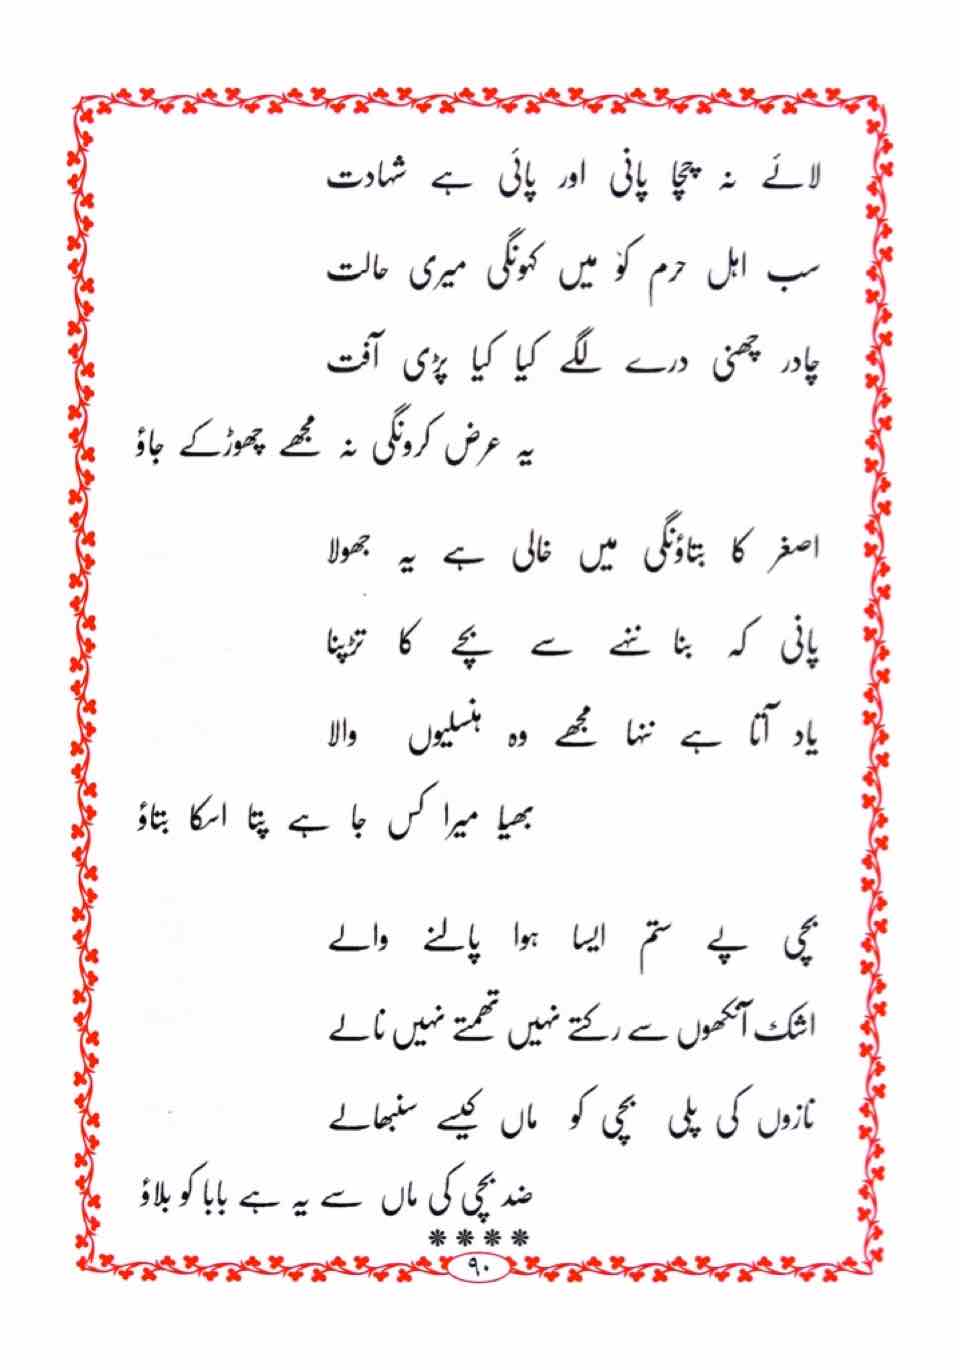 لائے نہ چچا پانی اور پائی ہے شہادت
سب اہل حرم کو میں کہونگی میری حالت
چادر چھنی درے لگے کیا کیا پڑی آفت
یہ عرض کرونگی نہ مجھے چھوڑکے جاؤ
اصغر کا بتاؤنگی میں خالی ہے یہ جھولا
پانی کہ بنا ننہے سے بچے کا تڑپنا
یاد آتا ہے ننہا مجھے وہ ہنسلیوں والا
بھیا میرا کس جا ہے پتا اسکا بتاؤ
بچی پے ستم ایسا ہوا پالنے والے
اشک آنکھوں سے رکتے نہیں تھمتے نہیں نالے
نازوں کی پلی بچی کو ماں کیسے سنبھالے
ضد بچی کی ماں سے یہ ہے بابا کو بلاؤ
****
۹۰